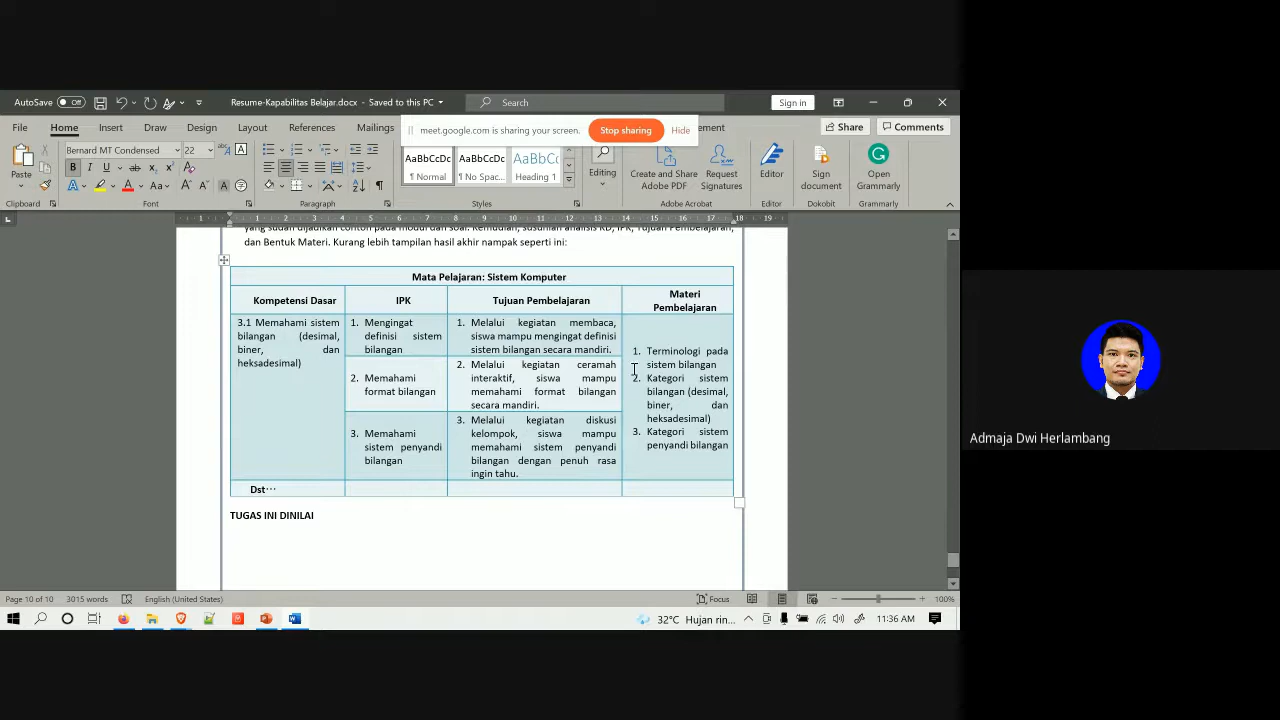 AutoSave Off
Resume-Kapabilitas Belajar.docx - Saved to this PC
Search
Sign in
File Home Insert Draw Design Layout References Mailings
meet.google.com is sharing your screen. Stop sharing Hide
Share Comments
Paste
Bernard MT Condensed 22
AaBbCcDc AaBbCcDc
¶ Normal ¶ No Spac... Heading 1
Editing
Create and Share Adobe PDF
Request Signatures
Editor
Sign document
Open Grammarly
Clipboard Font Paragraph Styles Adobe Acrobat Editor Dokobit Grammarly
dan Bentuk Materi. Kurang lebih tampilan hasil akhir nampak seperti ini:
Mata Pelajaran: Sistem Komputer
Kompetensi Dasar IPK Tujuan Pembelajaran Materi Pembelajaran
3.1 Memahami sistem
bilangan (desimal,
biner, dan
heksadesimal)
1. Mengingat
definisi sistem
bilangan
1. Melalui kegiatan membaca,
siswa mampu mengingat definisi
sistem bilangan secara mandiri.
2. Memahami
format bilangan
2. Melalui kegiatan ceramah
interaktif, siswa mampu
memahami format bilangan
secara mandiri.
3. Memahami
sistem penyandi
bilangan
3. Melalui kegiatan diskusi
kelompok, siswa mampu
memahami sistem penyandi
bilangan dengan penuh rasa
ingin tahu.
1. Terminologi pada
sistem bilangan
2. Kategori sistem
bilangan (desimal,
biner, dan
heksadesimal)
3. Kategori sistem
penyandi bilangan
Dst…
TUGAS INI DINILAI
Page 10 of 10 3015 words English (United States) Focus 100%
32°C Hujan rin... 11:36 AM
Admaja Dwi Herlambang